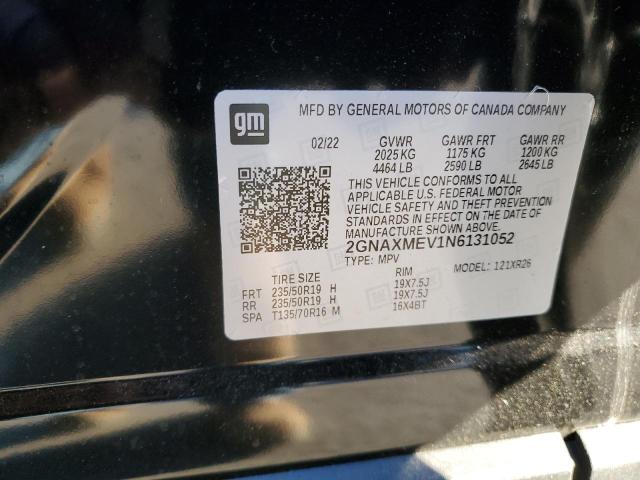 gm
MFD BY GENERAL MOTORS OF CANADA COMPANY
02/22 GVWR GAWR FRT GAWR RR
2025 KG 1175 KG 1200 KG
4464 LB 2590 LB 2645 LB
THIS VEHICLE CONFORMS TO ALL
APPLICABLE U.S. FEDERAL MOTOR
VEHICLE SAFETY AND THEFT PREVENTION
STANDARDS IN EFFECT ON THE DATE OF
MANUFACTURE SHOWN ABOVE.
2GNAXMEV1N6131052
TYPE: MPV MODEL: 121XR26
TIRE SIZE RIM
FRT 235/50R19 H 19X7.5J
RR 235/50R19 H 19X7.5J
SPA T135/70R16 M 16X4BT